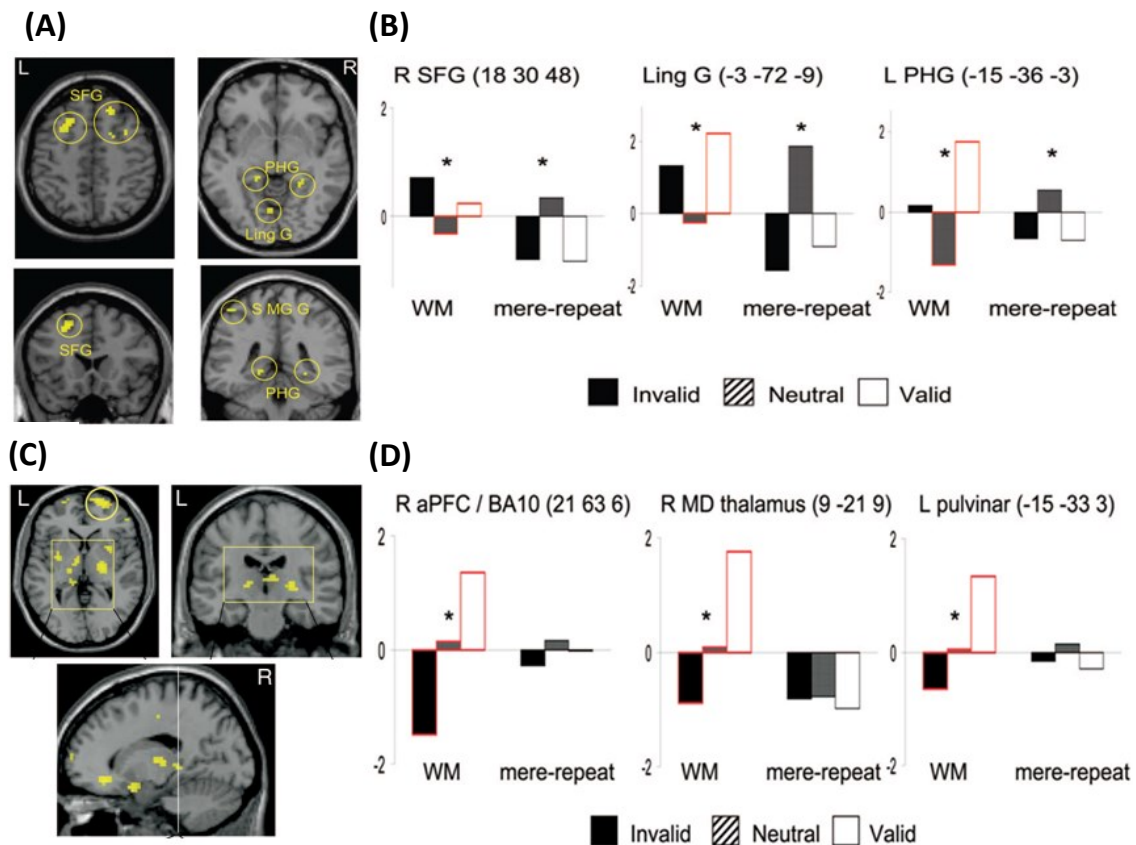 (A)
L
R
SFG
PHG
Ling G
SFG
S MG G
PHG
(B)
R SFG (18 30 48)
Ling G (-3 -72 -9)
L PHG (-15 -36 -3)
2
0
-2
WM
mere-repeat
*
*
2
0
-2
WM
mere-repeat
*
*
2
0
-2
WM
mere-repeat
*
*
Invalid Neutral Valid
(C)
L
L
R
(D)
R aPFC / BA10 (21 63 6)
R MD thalamus (9 -21 9)
L pulvinar (-15 -33 3)
2
0
-2
WM
mere-repeat
*
2
0
-2
WM
mere-repeat
*
2
0
-2
WM
mere-repeat
*
Invalid Neutral Valid